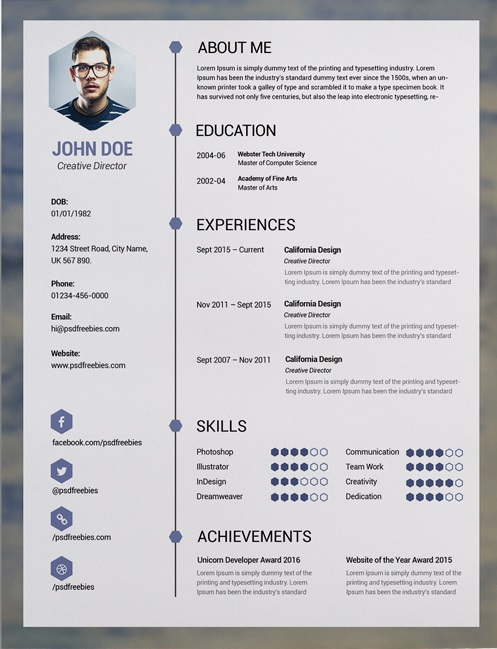 JOHN DOE
Creative Director
DOB:
01/01/1982
Address:
1234 Street Road, City Name,
UK 567 890.
Phone:
01234-456-0000
Email:
hi@psdfreebies.com
Website:
www.psdfreebies.com
facebook.com/psdfreebies
@psdfreebies
/psdfreebies.com
/psdfreebies
ABOUT ME
Lorem Ipsum is simply dummy text of the printing and typesetting industry. Lorem
Ipsum has been the industry's standard dummy text ever since the 1500s, when an un-
known printer took a galley of type and scrambled it to make a type specimen book. It
has survived not only five centuries, but also the leap into electronic typesetting, re-
EDUCATION
2004-06 Webster Tech University
Master of Computer Science
2002-04 Academy of Fine Arts
Master of Arts
EXPERIENCES
Sept 2015 – Current California Design
Creative Director
Lorem Ipsum is simply dummy text of the printing and typeset-
ting industry. Lorem Ipsum has been the industry's standard
Nov 2011 – Sept 2015 California Design
Creative Director
Lorem Ipsum is simply dummy text of the printing and typeset-
ting industry. Lorem Ipsum has been the industry's standard
Sept 2007 – Nov 2011 California Design
Creative Director
Lorem Ipsum is simply dummy text of the printing and typeset-
ting industry. Lorem Ipsum has been the industry's standard
SKILLS
Photoshop Communication
Illustrator Team Work
InDesign Creativity
Dreamweaver Dedication
ACHIEVEMENTS
Unicorn Developer Award 2016
Lorem Ipsum is simply dummy text of the
printing and typesetting industry. Lorem
Ipsum has been the industry's standard
Website of the Year Award 2015
Lorem Ipsum is simply dummy text of the
printing and typesetting industry. Lorem
Ipsum has been the industry's standard